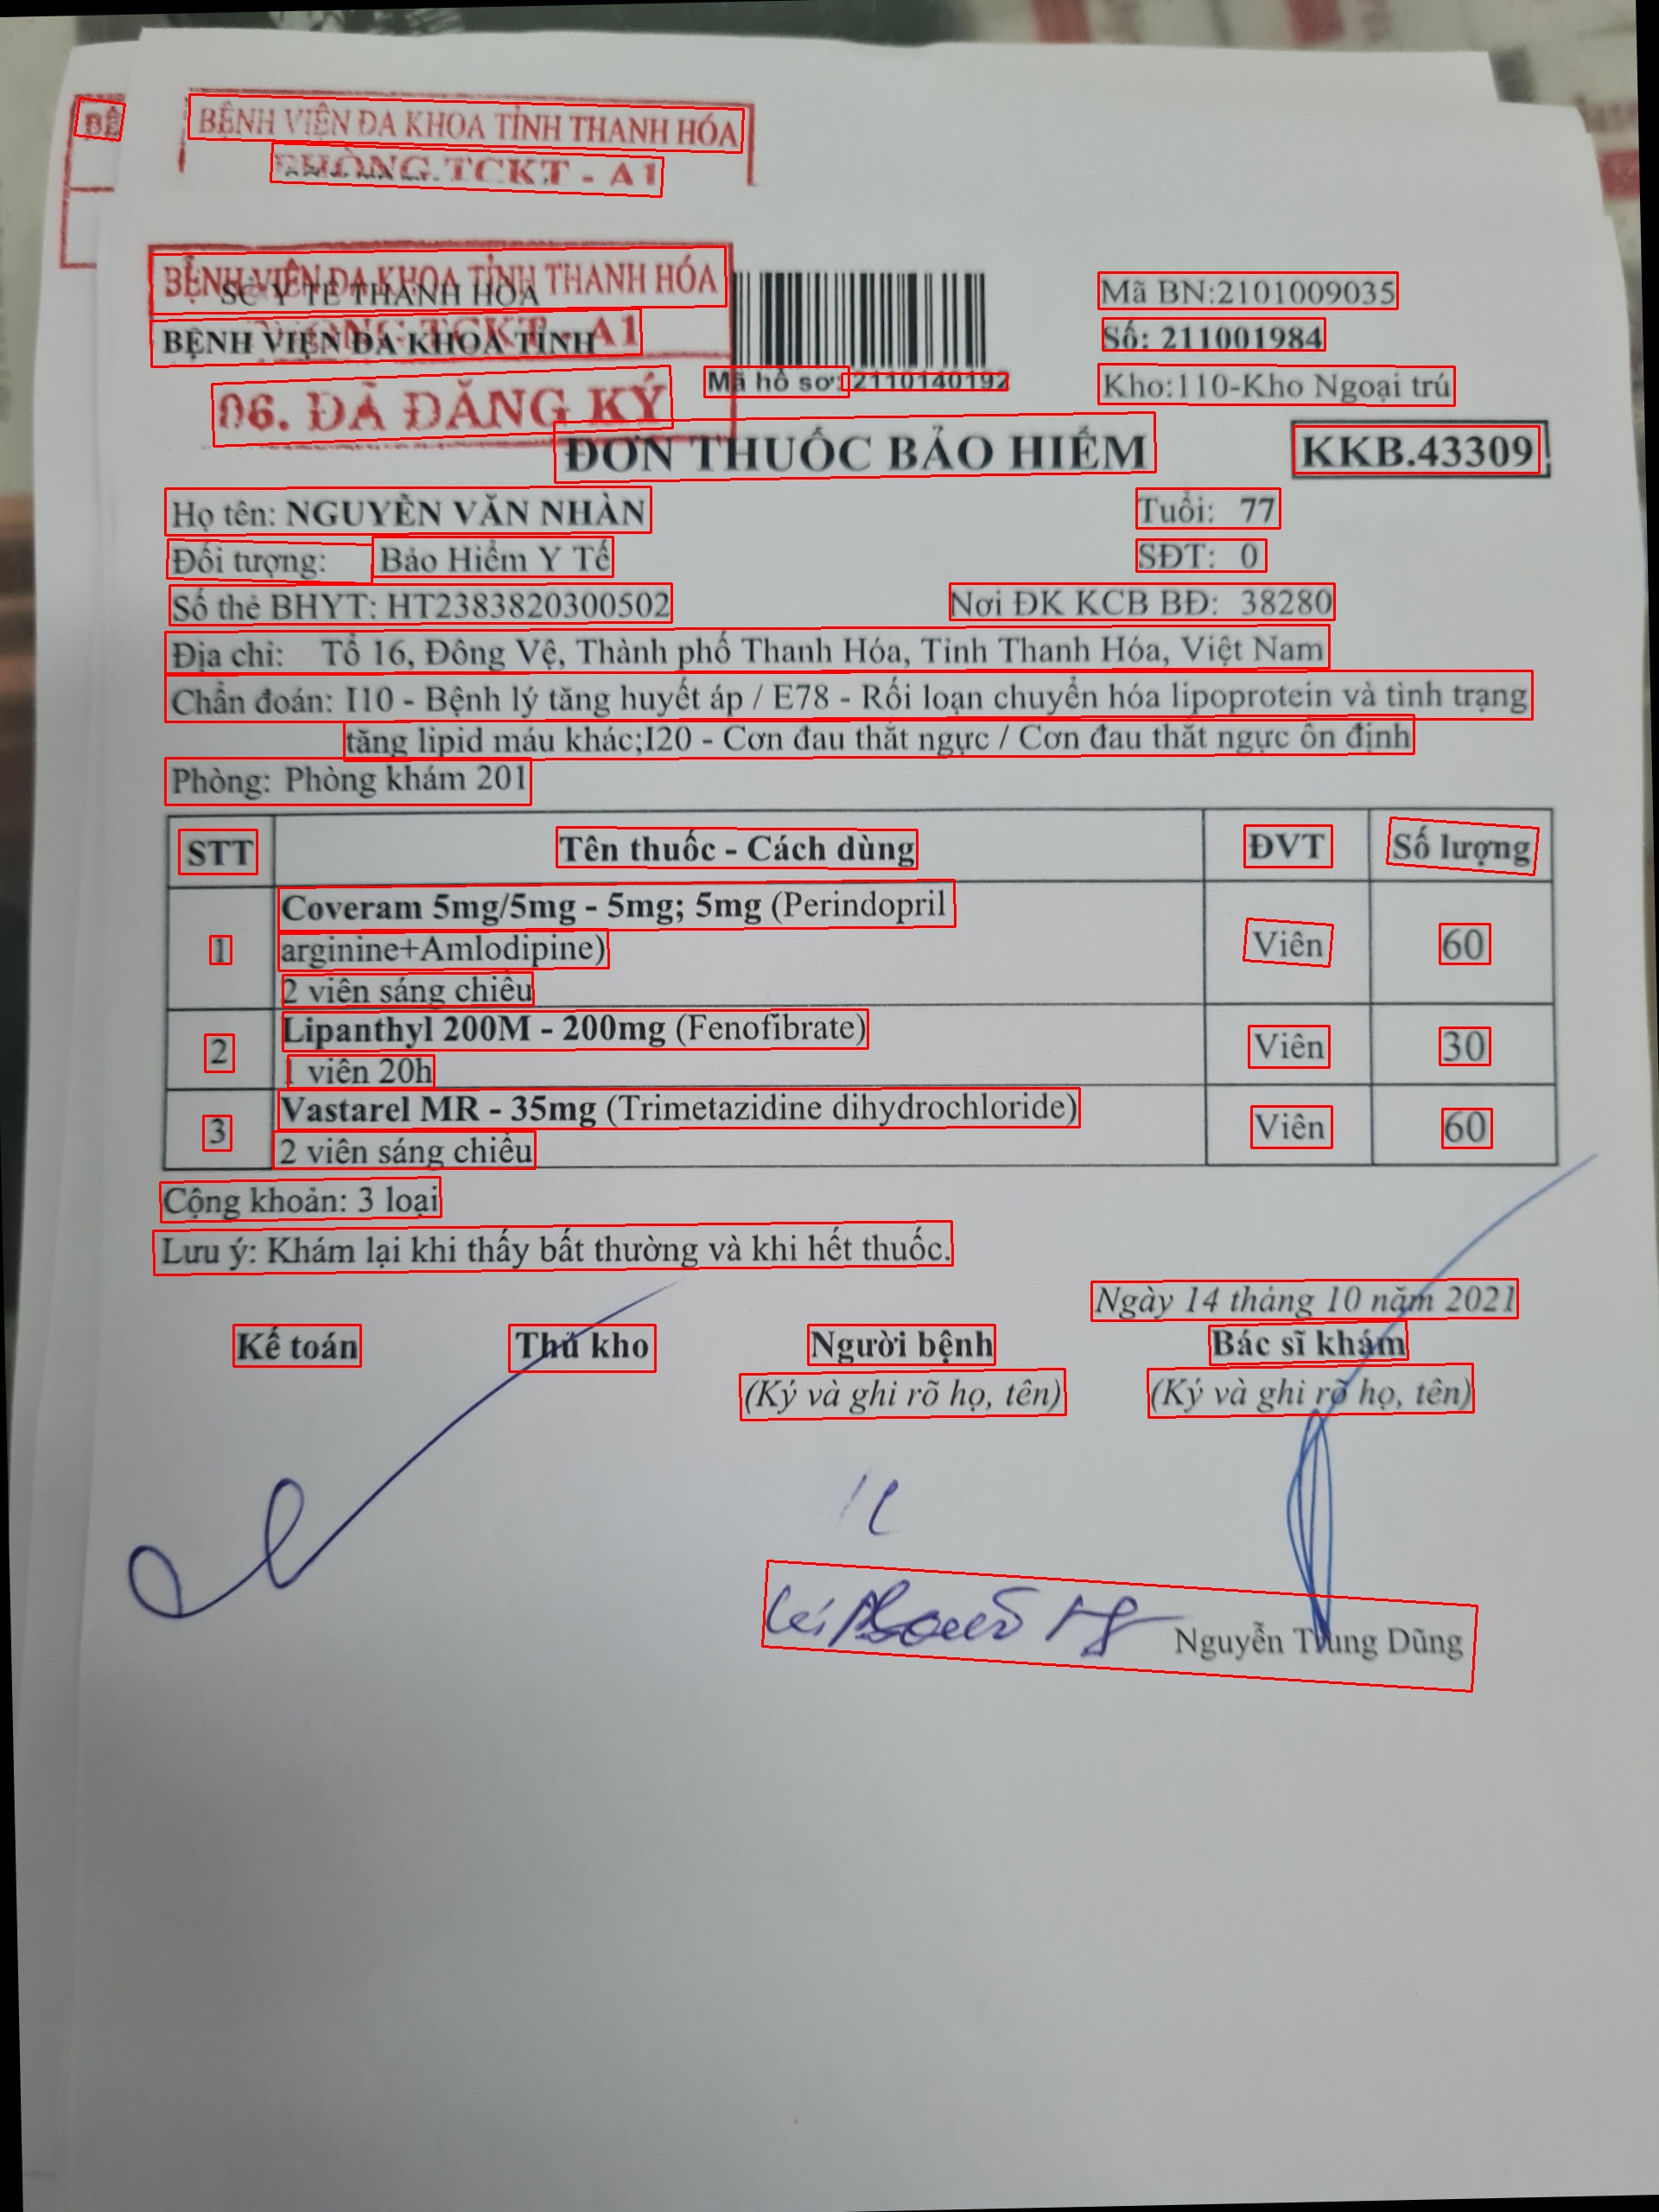 BỆ
BỆNH VIỆN ĐA KHOA TỈNH THANH HÓA
PHÒNG TCKT - A1
BỆNH VIỆN ĐA KHOA TỈNH THANH HÓA
SỞ Y TẾ THANH HÓA
PHÒNG TCKT - A1
BỆNH VIỆN ĐA KHOA TỈNH
06. ĐÃ ĐĂNG KÝ
Mã hồ sơ: 2110140192
Mã BN:2101009035
Số: 211001984
Kho:110-Kho Ngoại trú
ĐƠN THUỐC BẢO HIỂM
KKB.43309
Họ tên: NGUYỄN VĂN NHÀN Tuổi: 77
Đối tượng: Bảo Hiểm Y Tế SĐT: 0
Số thẻ BHYT: HT2383820300502 Nơi ĐK KCB BĐ: 38280
Địa chỉ: Tổ 16, Đông Vệ, Thành phố Thanh Hóa, Tỉnh Thanh Hóa, Việt Nam
Chẩn đoán: I10 - Bệnh lý tăng huyết áp / E78 - Rối loạn chuyển hóa lipoprotein và tình trạng
tăng lipid máu khác;I20 - Cơn đau thắt ngực / Cơn đau thắt ngực ổn định
Phòng: Phòng khám 201
STT Tên thuốc - Cách dùng ĐVT Số lượng
1 Coveram 5mg/5mg - 5mg; 5mg (Perindopril
arginine+Amlodipine) Viên 60
2 viên sáng chiều
2 Lipanthyl 200M - 200mg (Fenofibrate) Viên 30
1 viên 20h
3 Vastarel MR - 35mg (Trimetazidine dihydrochloride) Viên 60
2 viên sáng chiều
Cộng khoản: 3 loại
Lưu ý: Khám lại khi thấy bất thường và khi hết thuốc.
Ngày 14 tháng 10 năm 2021
Kế toán Thủ kho Người bệnh Bác sĩ khám
(Ký và ghi rõ họ, tên) (Ký và ghi rõ họ, tên)
Nguyễn Trung Dũng